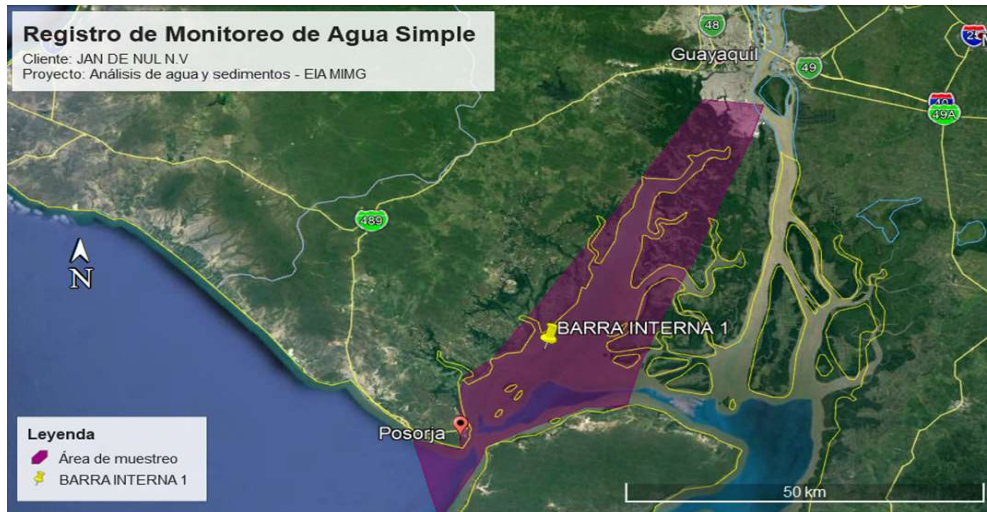 Registro de Monitoreo de Agua Simple
Cliente: JAN DE NUL N.V
Proyecto: Análisis de agua y sedimentos - EIA MIMG
48
Guayaquil
49
49A
489
N
BARRA INTERNA 1
Posorja
Leyenda
Área de muestreo
BARRA INTERNA 1
50 km